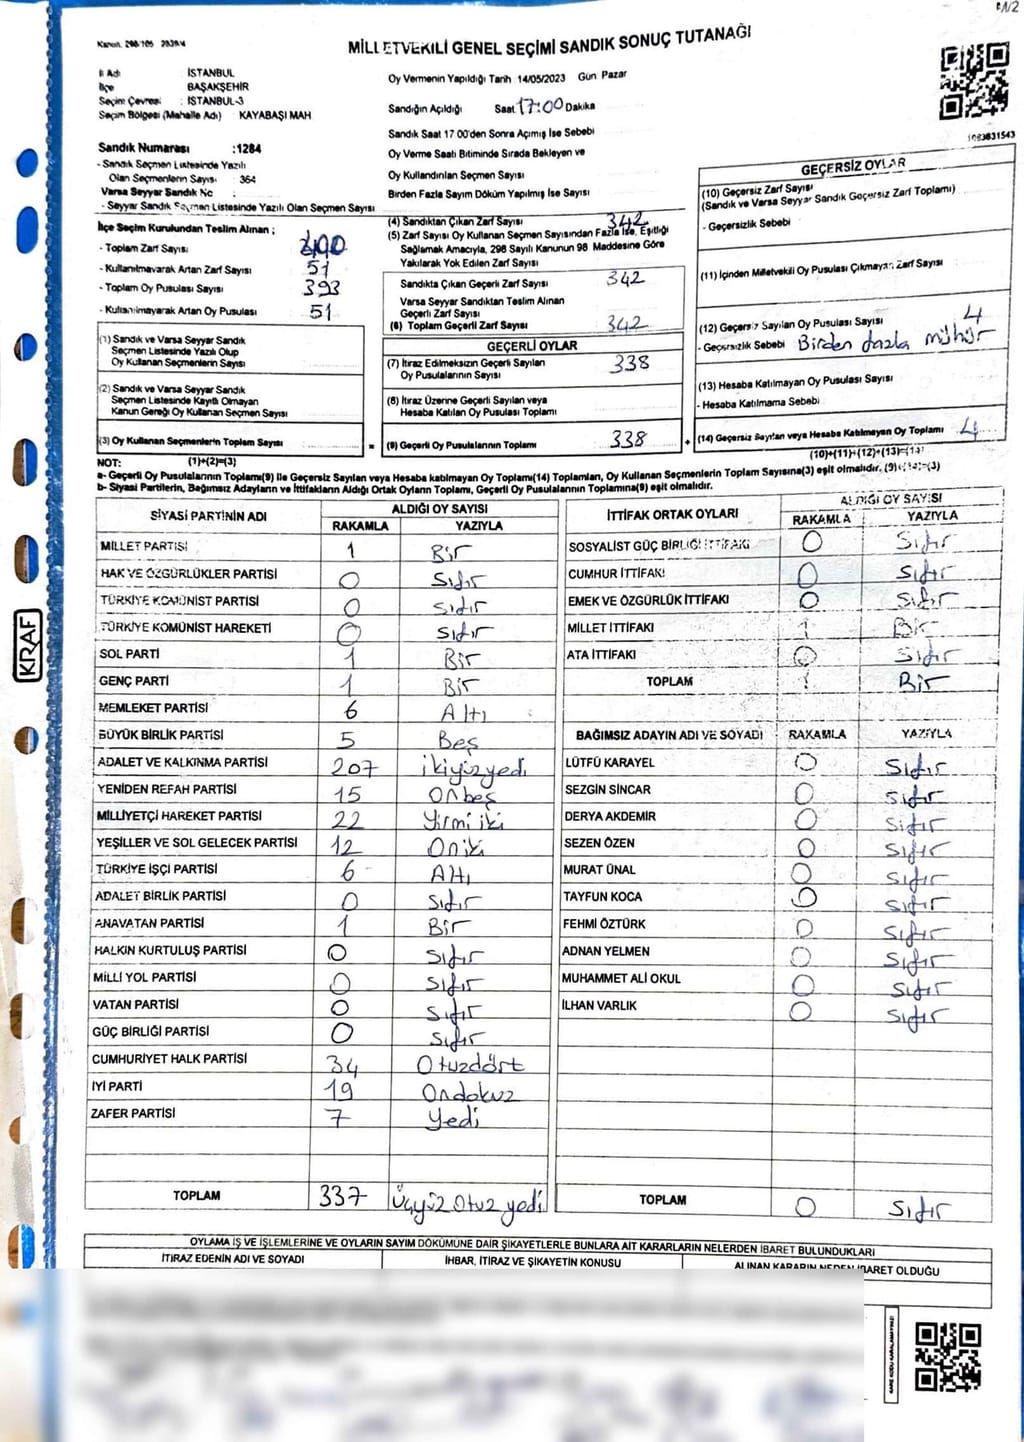 MİLLETVEKİLİ GENEL SEÇİMİ SANDIK SONUÇ TUTANAĞI
İl Adı : İSTANBUL
İlçe BAŞAKŞEHİR
Seçim Çevresi : İSTANBUL-3
Seçim Bölgesi (Mahalle Adı) KAYABAŞI MAH
Sandık Numarası :1284
- Sandık Seçmen Listesinde Yazılı
Olan Seçmenlerin Sayısı : 364
Varsa Seyyar Sandık No :
- Seyyar Sandık Seçmen Listesinde Yazılı Olan Seçmen Sayısı
Oy Vermenin Yapıldığı Tarih 14/05/2023 Gün Pazar
Sandığın Açıldığı Saat 17:00 Dakika
Sandık Saat 17 00'den Sonra Açımış İse Sebebi
Oy Verme Saati Bitiminde Sırada Bekleyen ve
Oy Kullandırılan Seçmen Sayısı
Birden Fazla Sayım Döküm Yapılmış İse Sayısı
1093631543
İlçe Seçim Kurulundan Teslim Alınan ;
- Toplam Zarf Sayısı 400
- Kullanılmayarak Artan Zarf Sayısı 51
- Toplam Oy Pusulası Sayısı 393
- Kullanılmayarak Artan Oy Pusulası 51
(1) Sandık ve Varsa Seyyar Sandık
Seçmen Listesinde Yazılı Olup
Oy Kullanan Seçmenlerin Sayısı
(2) Sandık ve Varsa Seyyar Sandık
Seçmen Listesinde Kayıtlı Olmayan
Kanun Gereği Oy Kullanan Seçmen Sayısı
(3) Oy Kullanan Seçmenlerin Toplam Sayısı
(1)+(2)=(3)
(4) Sandıktan Çıkan Zarf Sayısı 342
(5) Zarf Sayısı Oy Kullanan Seçmen Sayısından Fazla İse, Eşitliği
Sağlamak Amacıyla, 298 Sayılı Kanunun 98 Maddesine Göre
Yakılarak Yok Edilen Zarf Sayısı
Sandıkta Çıkan Geçerli Zarf Sayısı 342
Varsa Seyyar Sandıktan Teslim Alınan
Geçerli Zarf Sayısı
(6) Toplam Geçerli Zarf Sayısı 342
GEÇERLİ OYLAR
(7) İtiraz Edilmeksizin Geçerli Sayılan
Oy Pusulalarının Sayısı 338
(8) İtiraz Üzerine Geçerli Sayılan veya
Hesaba Katılan Oy Pusulası Toplamı
= (9) Geçerli Oy Pusulalarının Toplamı 338 +
GEÇERSİZ OYLAR
(10) Geçersiz Zarf Sayısı
(Sandık ve Varsa Seyyar Sandık Geçersiz Zarf Toplamı)
- Geçersizlik Sebebi
(11) İçinden Milletvekili Oy Pusulası Çıkmayan Zarf Sayısı
(12) Geçersiz Sayılan Oy Pusulası Sayısı 4
- Geçersizlik Sebebi Birden fazla mühür
(13) Hesaba Katılmayan Oy Pusulası Sayısı
- Hesaba Katılmama Sebebi
(14) Geçersiz Sayılan veya Hesaba Katılmayan Oy Toplamı 4
(10)+(11)+(12)+(13)=(14)
NOT:
a- Geçerli Oy Pusulalarının Toplamı(9) ile Geçersiz Sayılan veya Hesaba katılmayan Oy Toplamı(14) Toplamları, Oy Kullanan Seçmenlerin Toplam Sayısına(3) eşit olmalıdır. (9)+(14)=(3)
b- Siyasi Partilerin, Bağımsız Adayların ve İttifakların Aldığı Ortak Oyların Toplamı, Geçerli Oy Pusulalarının Toplamına(9) eşit olmalıdır.
SİYASİ PARTİNİN ADI ALDIĞI OY SAYISI
RAKAMLA YAZIYLA
MİLLET PARTİSİ 1 Bir
HAK VE ÖZGÜRLÜKLER PARTİSİ 0 Sıfır
TÜRKİYE KOMÜNİST PARTİSİ 0 Sıfır
TÜRKİYE KOMÜNİST HAREKETİ 0 Sıfır
SOL PARTİ 1 Bir
GENÇ PARTİ 1 Bir
MEMLEKET PARTİSİ 6 Altı
BÜYÜK BİRLİK PARTİSİ 5 Beş
ADALET VE KALKINMA PARTİSİ 207 ikiyüzyedi
YENİDEN REFAH PARTİSİ 15 Onbeş
MİLLİYETÇİ HAREKET PARTİSİ 22 Yirmi iki
YEŞİLLER VE SOL GELECEK PARTİSİ 12 Oniki
TÜRKİYE İŞÇİ PARTİSİ 6 Altı
ADALET BİRLİK PARTİSİ 0 Sıfır
ANAVATAN PARTİSİ 1 Bir
HALKIN KURTULUŞ PARTİSİ 0 Sıfır
MİLLİ YOL PARTİSİ 0 Sıfır
VATAN PARTİSİ 0 Sıfır
GÜÇ BİRLİĞİ PARTİSİ 0 Sıfır
CUMHURİYET HALK PARTİSİ 34 Otuzdört
İYİ PARTİ 19 Ondokuz
ZAFER PARTİSİ 7 Yedi
TOPLAM 337 Üçyüz Otuz yedi
İTTİFAK ORTAK OYLARI ALDIĞI OY SAYISI
RAKAMLA YAZIYLA
SOSYALİST GÜÇ BİRLİĞİ İTTİFAKI 0 Sıfır
CUMHUR İTTİFAKI 0 Sıfır
EMEK VE ÖZGÜRLÜK İTTİFAKI 0 Sıfır
MİLLET İTTİFAKI 1 Bir
ATA İTTİFAKI 0 Sıfır
TOPLAM 1 Bir
BAĞIMSIZ ADAYIN ADI VE SOYADI RAKAMLA YAZIYLA
LÜTFÜ KARAYEL 0 Sıfır
SEZGİN SİNCAR 0 Sıfır
DERYA AKDEMİR 0 Sıfır
SEZEN ÖZEN 0 Sıfır
MURAT ÜNAL 0 Sıfır
TAYFUN KOCA 0 Sıfır
FEHMİ ÖZTÜRK 0 Sıfır
ADNAN YELMEN 0 Sıfır
MUHAMMET ALİ OKUL 0 Sıfır
İLHAN VARLIK 0 Sıfır
TOPLAM 0 Sıfır
OYLAMA İŞ VE İŞLEMLERİNE VE OYLARIN SAYIM DÖKÜMÜNE DAİR ŞİKAYETLERLE BUNLARA AİT KARARLARIN NELERDEN İBARET BULUNDUKLARI
İTİRAZ EDENİN ADI VE SOYADI İHBAR, İTİRAZ VE ŞİKAYETİN KONUSU ALINAN KARARIN NEDEN İBARET OLDUĞU
KRAF